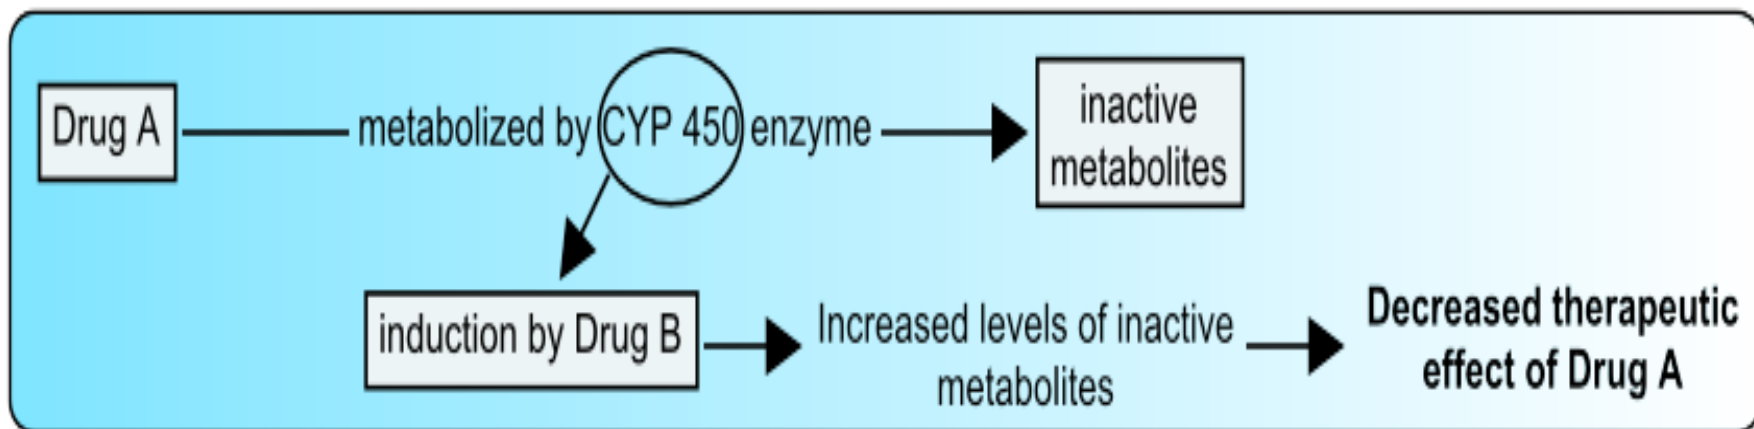 Drug A
metabolized by CYP 450 enzyme
inactive
metabolites
induction by Drug B
Increased levels of inactive
metabolites
Decreased therapeutic
effect of Drug A